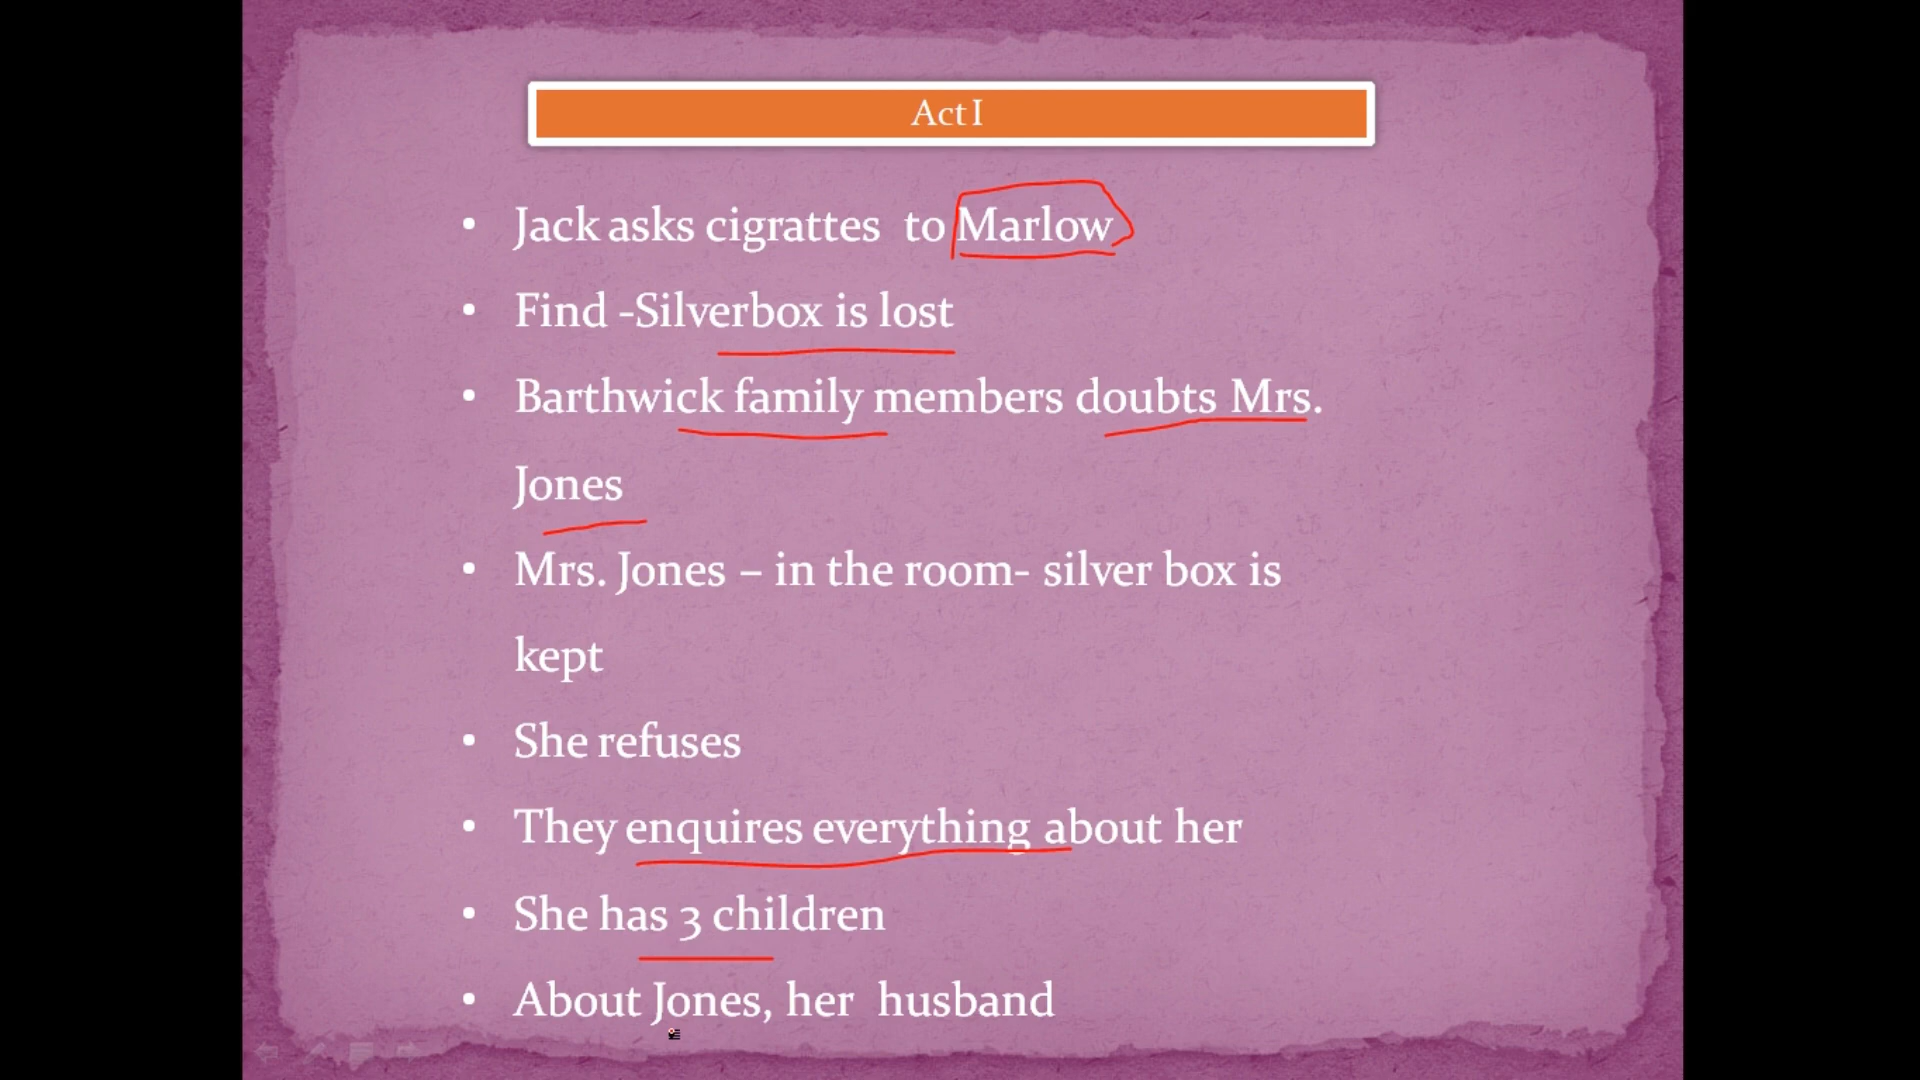 Act I
• Jack asks cigrattes to Marlow
• Find -Silverbox is lost
• Barthwick family members doubts Mrs.
Jones
• Mrs. Jones – in the room- silver box is
kept
• She refuses
• They enquires everything about her
• She has 3 children
• About Jones, her husband